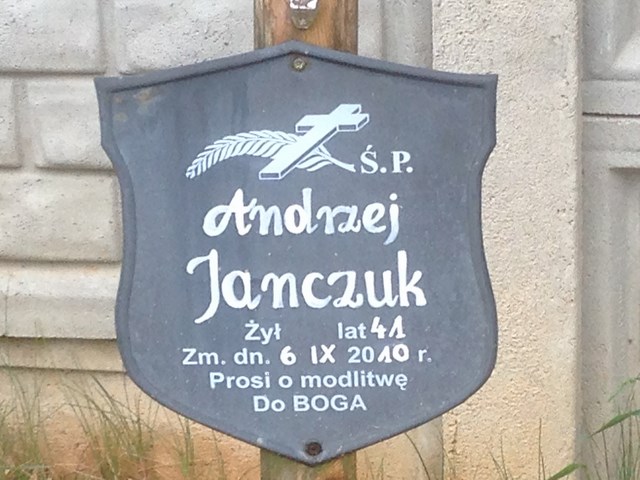 Ś.P.
Andrzej
Janczuk
Żył lat 41
Zm. dn. 6 IX 2010 r.
Prosi o modlitwę
Do BOGA